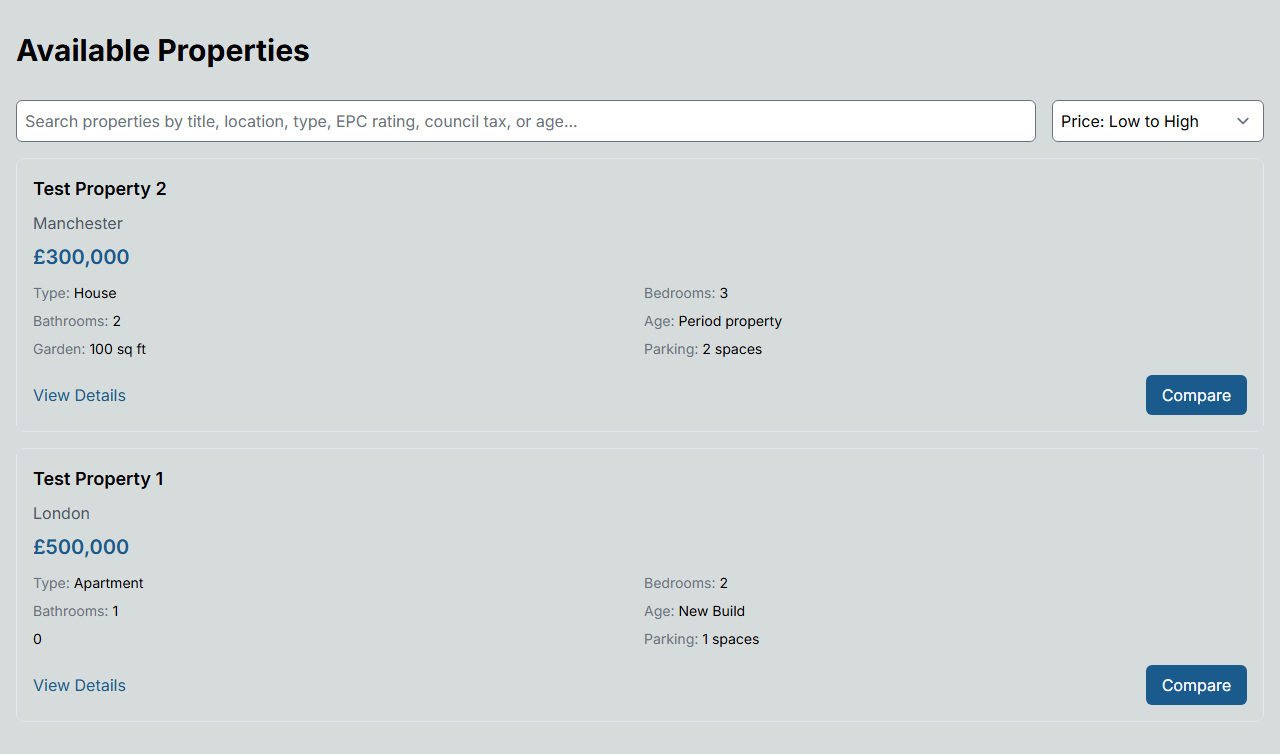 Available Properties
Search properties by title, location, type, EPC rating, council tax, or age...
Price: Low to High
Test Property 2
Manchester
£300,000
Type: House
Bedrooms: 3
Bathrooms: 2
Age: Period property
Garden: 100 sq ft
Parking: 2 spaces
View Details
Compare
Test Property 1
London
£500,000
Type: Apartment
Bedrooms: 2
Bathrooms: 1
Age: New Build
0
Parking: 1 spaces
View Details
Compare